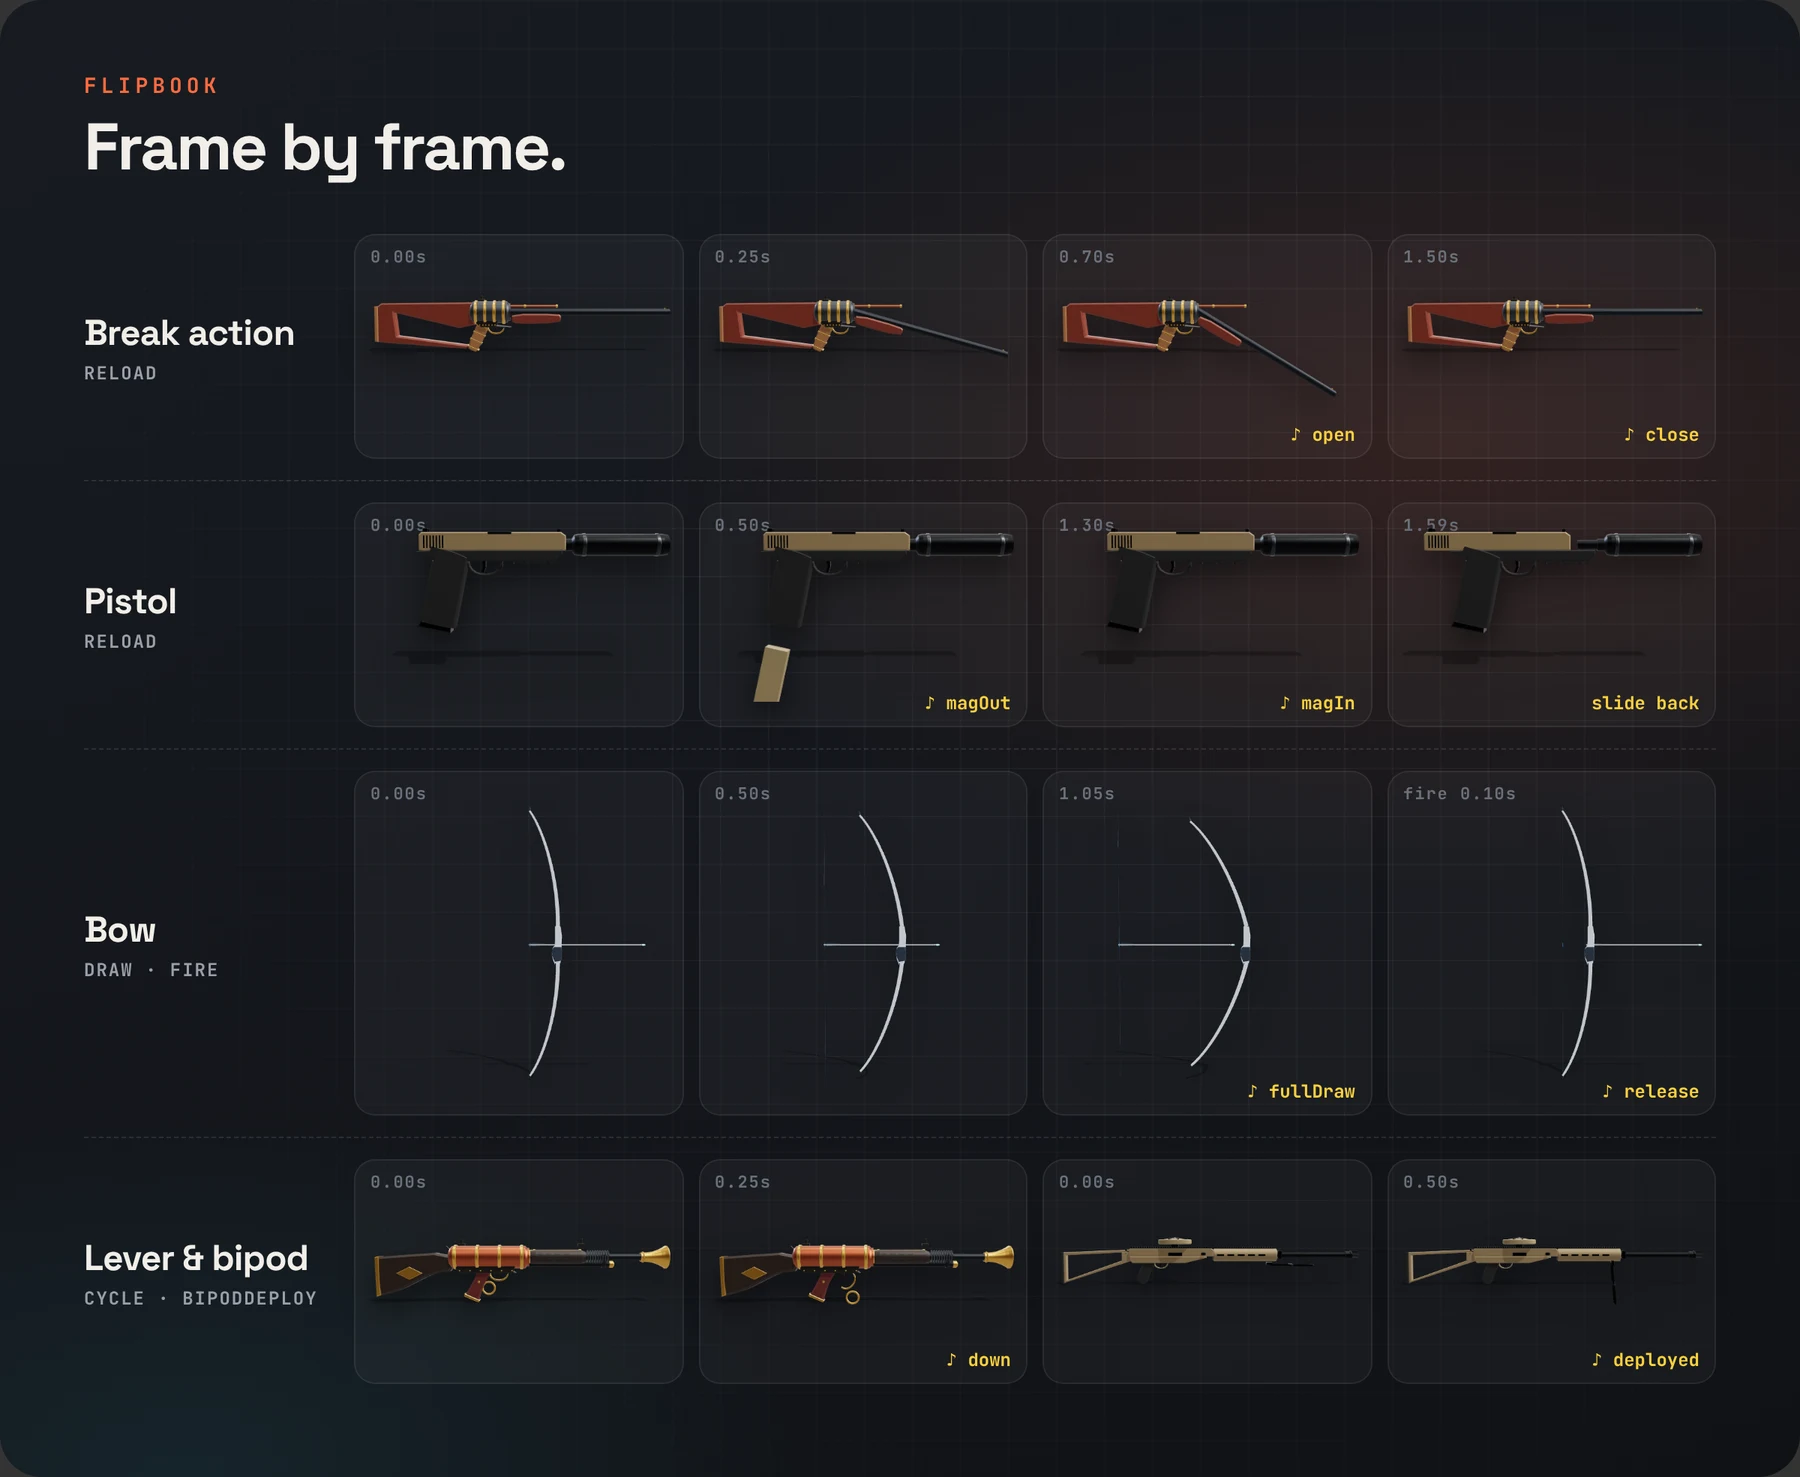 FLIPBOOK
Frame by frame.
Break action
RELOAD
0.00s
0.25s
0.70s
♪ open
1.50s
♪ close
Pistol
RELOAD
0.00s
0.50s
♪ magOut
1.30s
♪ magIn
1.59s
slide back
Bow
DRAW · FIRE
0.00s
0.50s
1.05s
♪ fullDraw
fire 0.10s
♪ release
Lever & bipod
CYCLE · BIPODDEPLOY
0.00s
0.25s
♪ down
0.00s
0.50s
♪ deployed